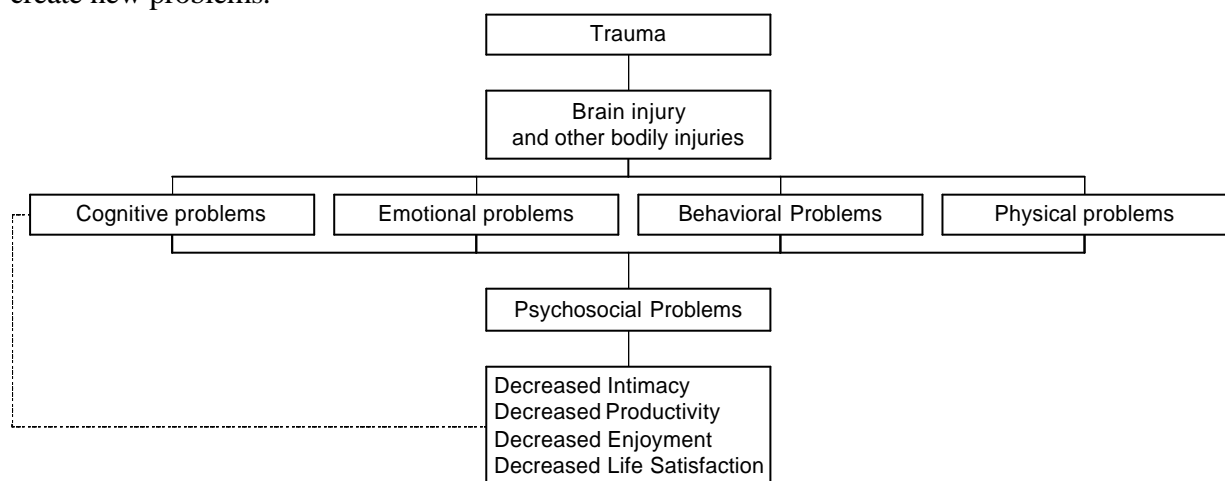 create new problems.
Trauma
Brain injury
and other bodily injuries
Cognitive problems
Emotional problems
Behavioral Problems
Physical problems
Psychosocial Problems
Decreased Intimacy
Decreased Productivity
Decreased Enjoyment
Decreased Life Satisfaction